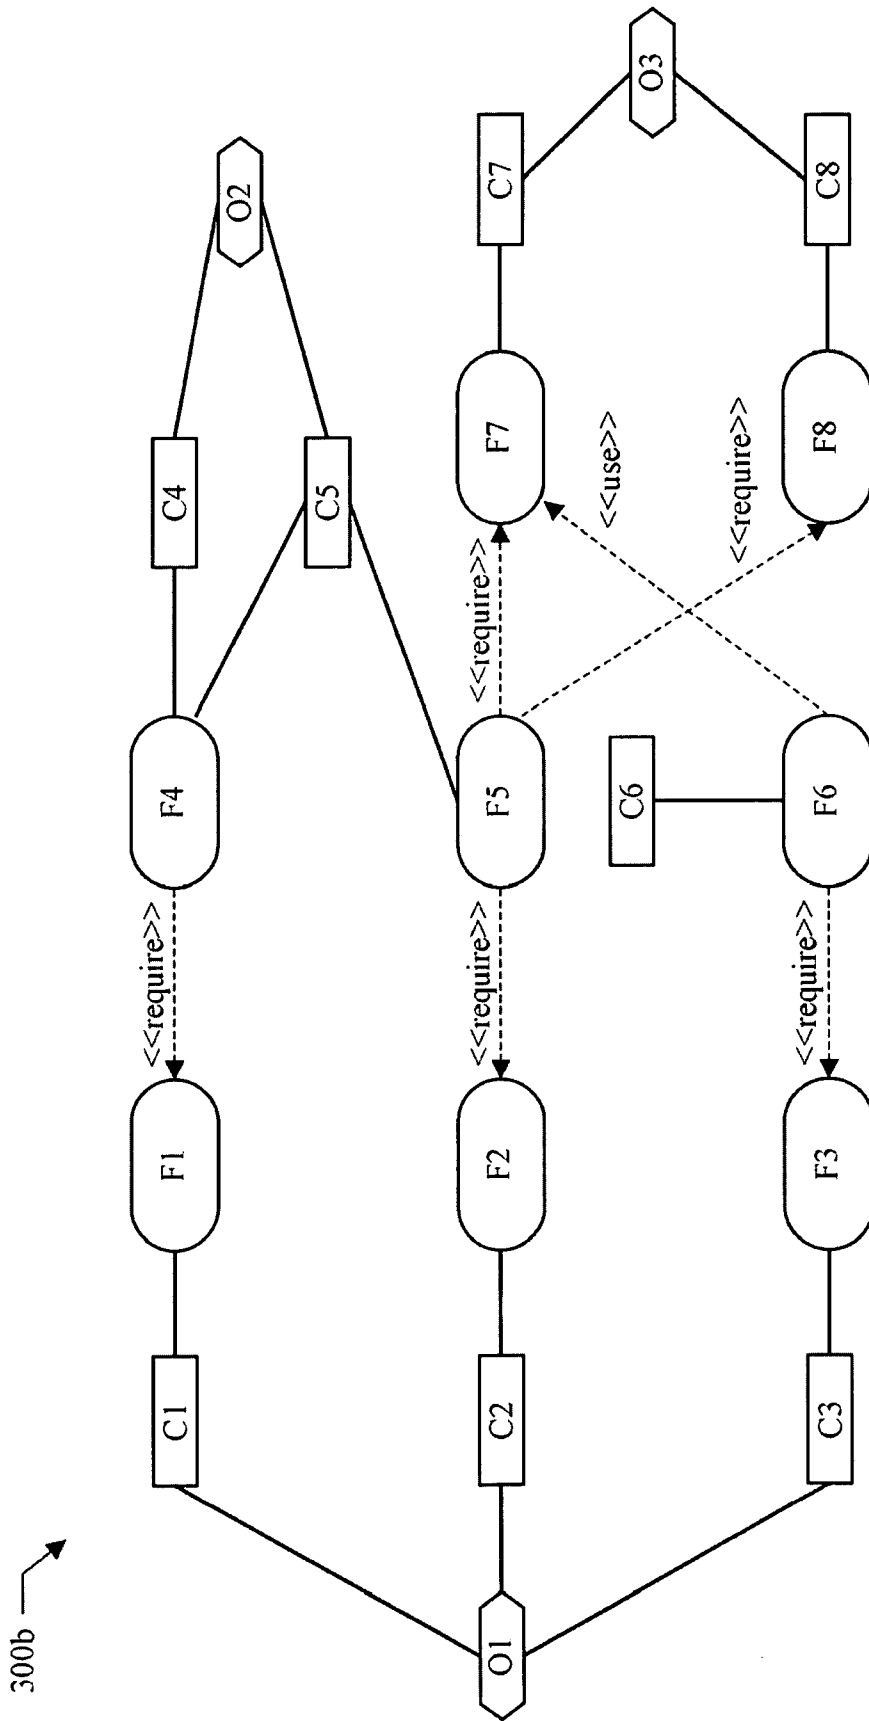 300b
O2
C4
C5
F4
<<require>>
F1
C1
O3
C7
F7
<<require>>
<<use>>
F5
<<require>>
F2
C2
O1
C6
C8
F8
<<require>>
F6
<<require>>
F3
C3